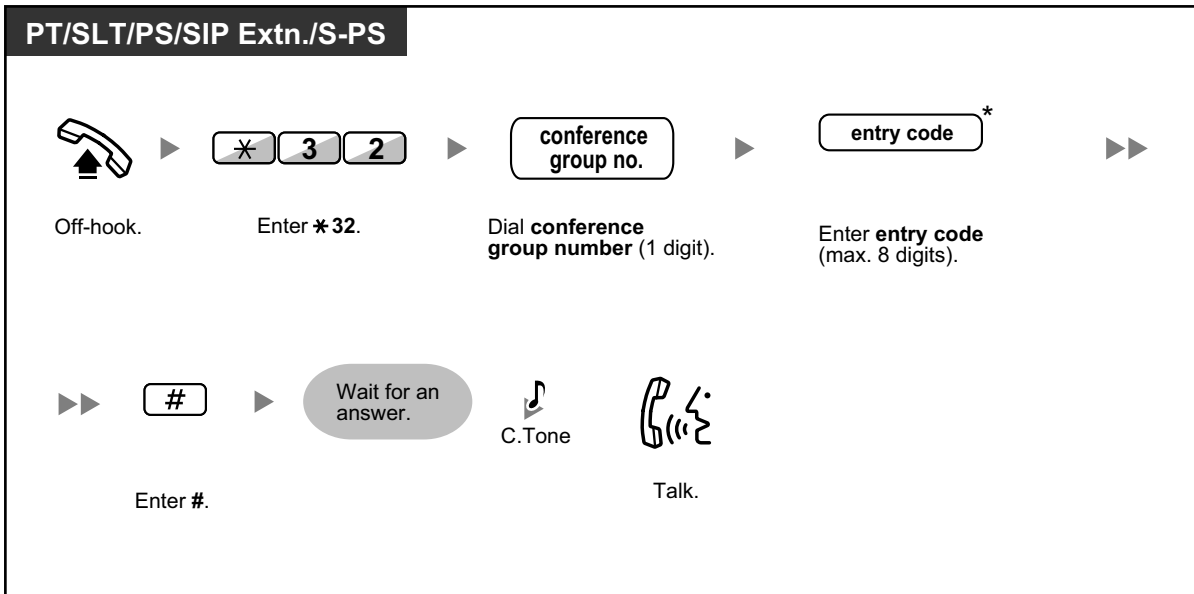 PT/SLT/PS/SIP Extn./S-PS
✳ 3 2
conference
group no.
entry code*
Off-hook.
Enter ✳32.
Dial conference
group number (1 digit).
Enter entry code
(max. 8 digits).
#
Wait for an
answer.
C.Tone
Enter #.
Talk.